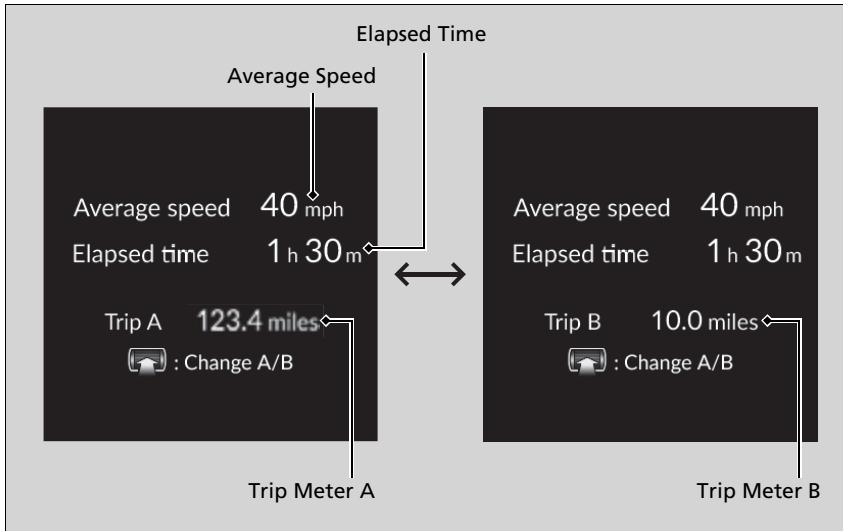 Elapsed Time
Average Speed
Average speed 40 mph
Elapsed time 1 h 30 m
Trip A 123.4 miles
: Change A/B
Average speed 40 mph
Elapsed time 1 h 30 m
Trip B 10.0 miles
: Change A/B
Trip Meter A
Trip Meter B